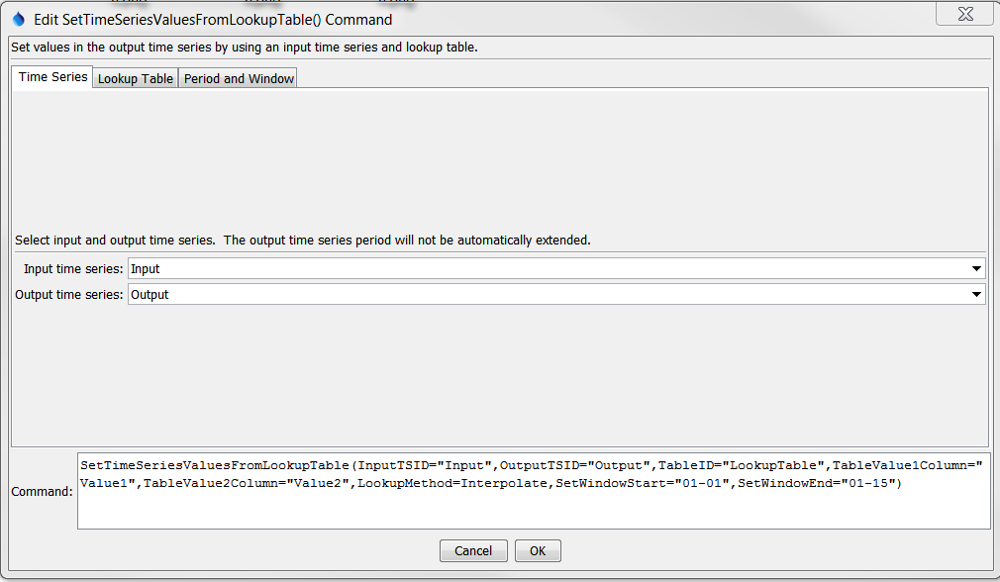 Edit SetTimeSeriesValuesFromLookupTable() Command
Set values in the output time series by using an input time series and lookup table.
Time Series Lookup Table Period and Window
Select input and output time series.  The output time series period will not be automatically extended.
Input time series: Input
Output time series: Output
SetTimeSeriesValuesFromLookupTable(InputTSID="Input",OutputTSID="Output",TableID="LookupTable",TableValue1Column="
Value1",TableValue2Column="Value2",LookupMethod=Interpolate,SetWindowStart="01-01",SetWindowEnd="01-15")
Command:
Cancel OK